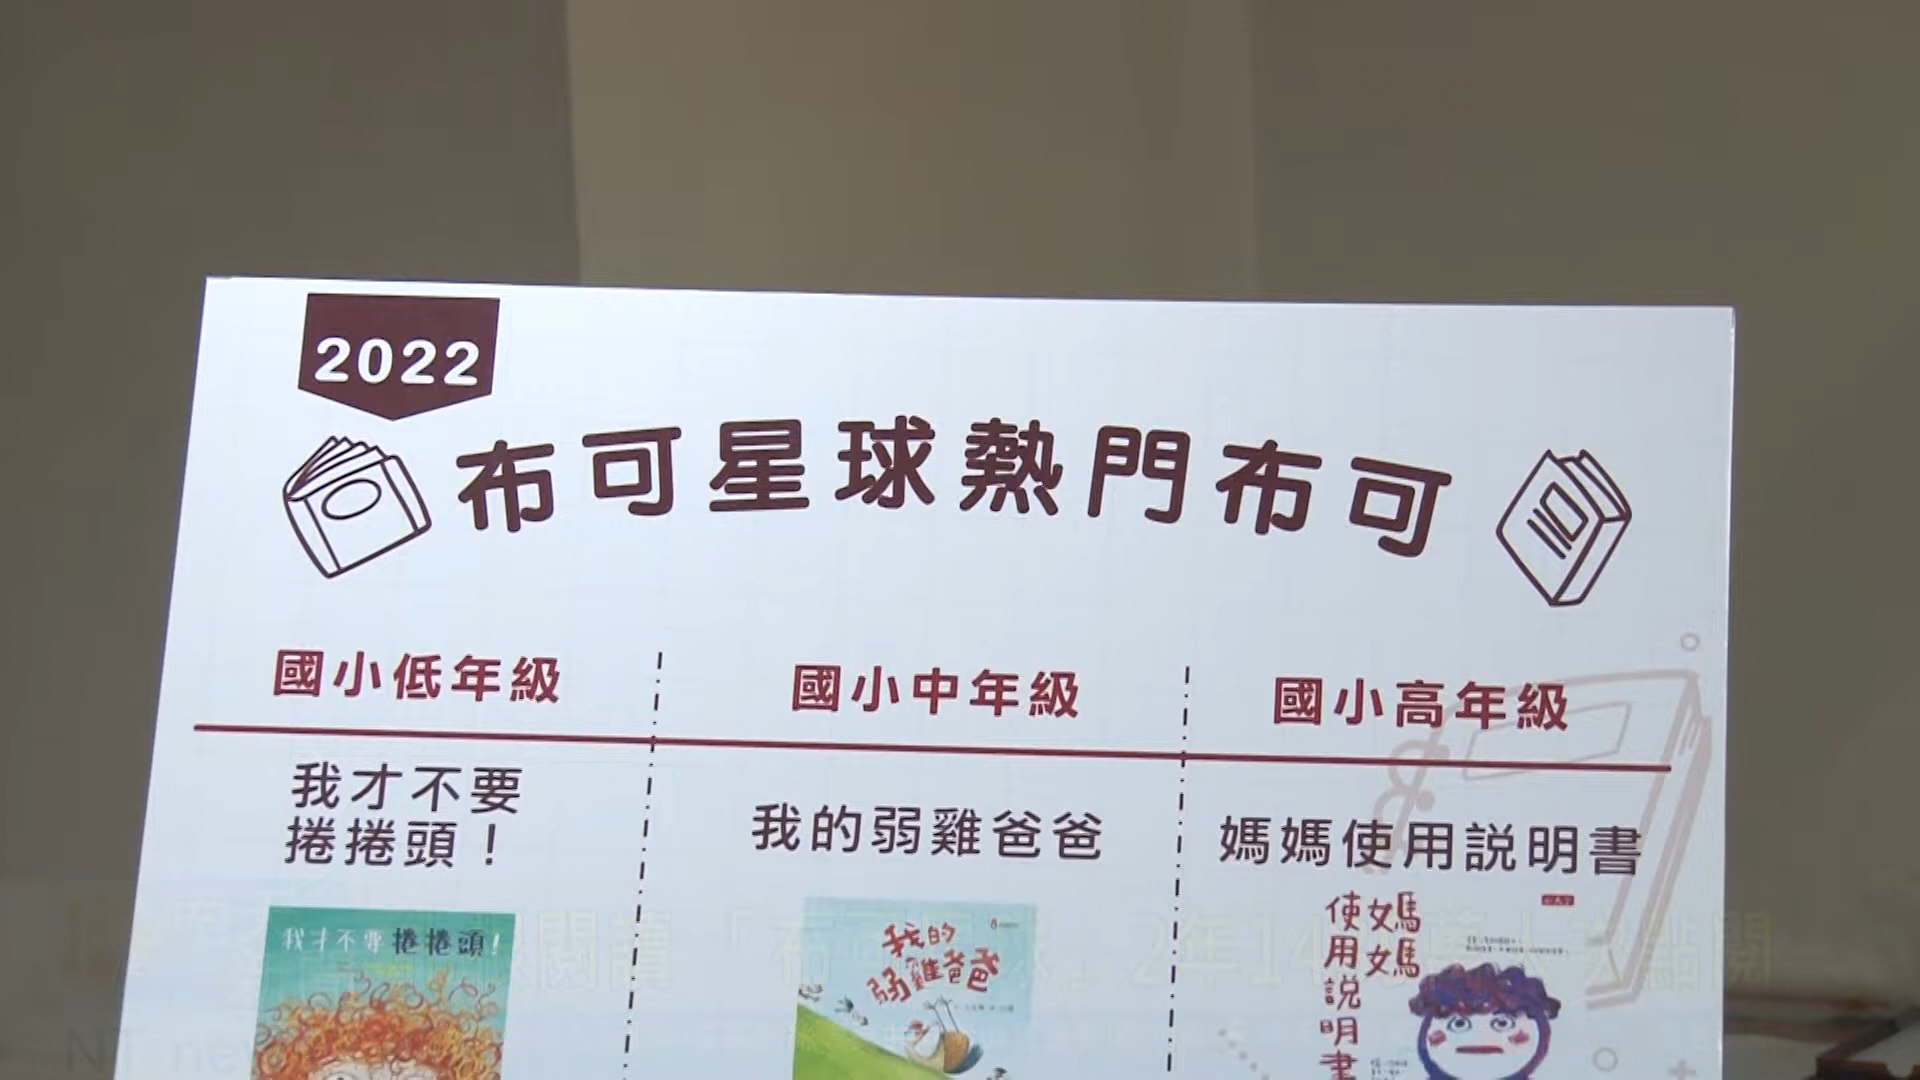 2022
布可星球熱門布可
國小低年級
國小中年級
國小高年級
我才不要
捲捲頭！
我的弱雞爸爸
媽媽使用說明書
我才不要捲捲頭！
我的
弱雞爸爸
媽媽
使用說明書